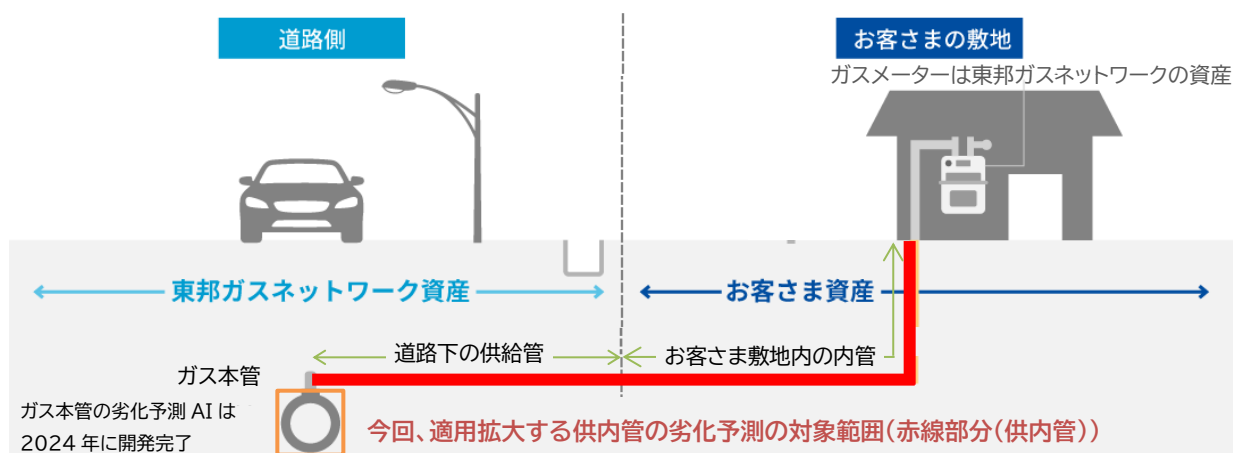 道路側
お客さまの敷地
ガスメーターは東邦ガスネットワークの資産
東邦ガスネットワーク資産
お客さま資産
道路下の供給管
お客さま敷地内の内管
ガス本管
ガス本管の劣化予測 AI は
2024 年に開発完了
今回、適用拡大する供内管の劣化予測の対象範囲(赤線部分(供内管))